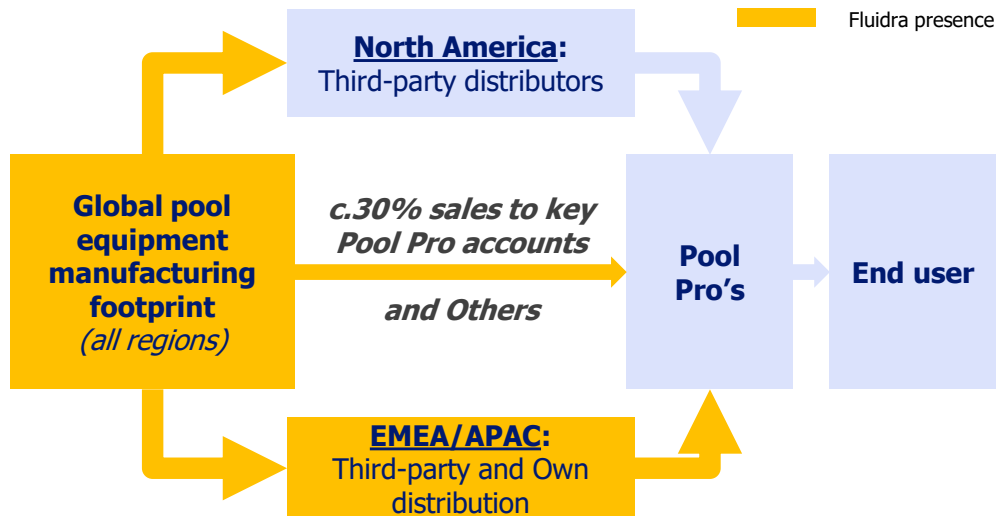 Fluidra presence
North America:
Third-party distributors
Global pool
equipment
manufacturing
footprint
(all regions)
c.30% sales to key
Pool Pro accounts
and Others
Pool
Pro’s
End user
EMEA/APAC:
Third-party and Own
distribution